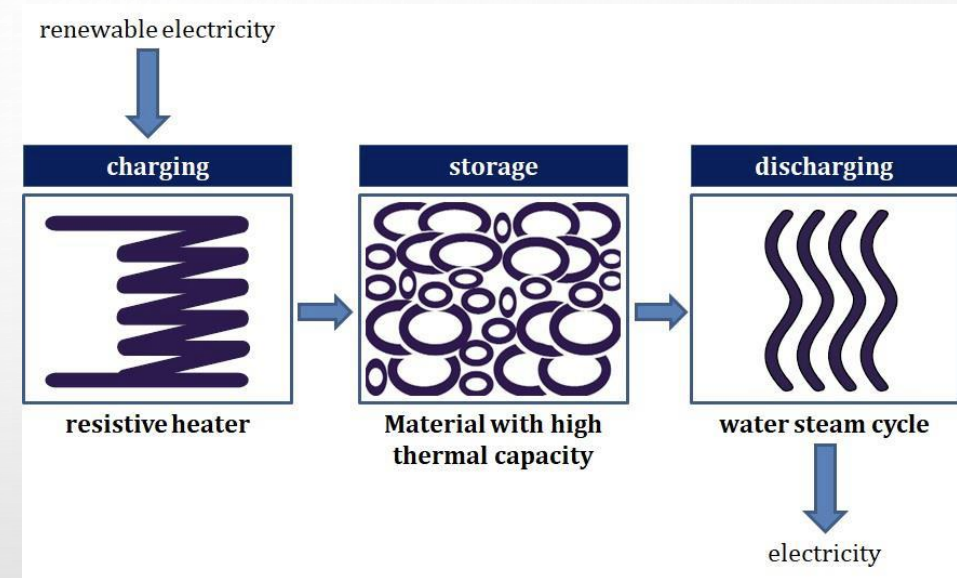 renewable electricity
charging
storage
discharging
resistive heater
Material with high
thermal capacity
water steam cycle
electricity